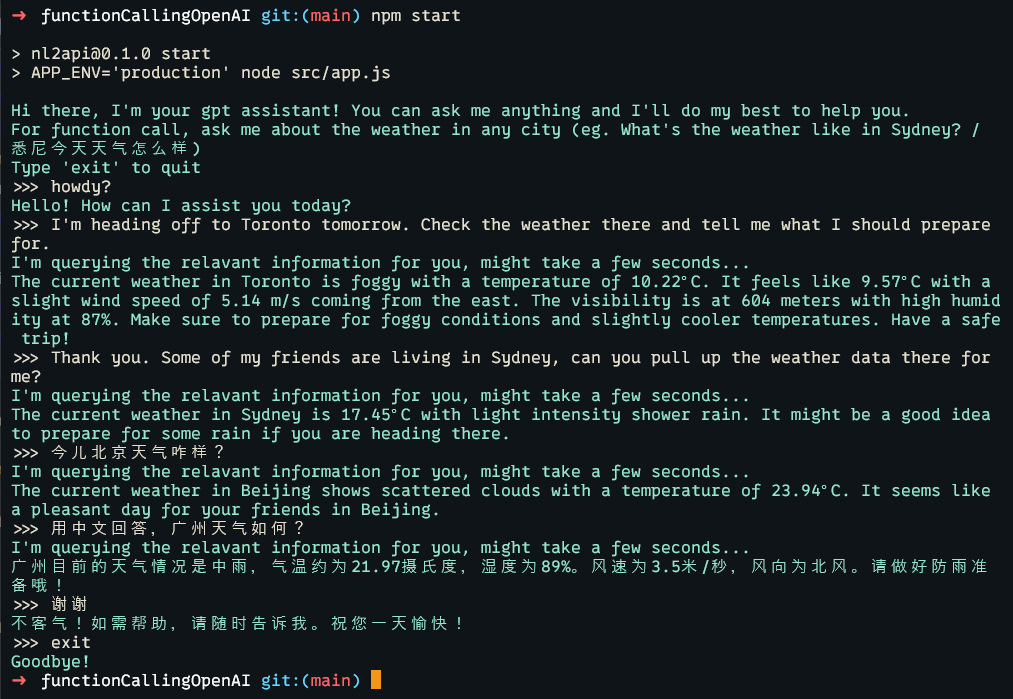 → functionCallingOpenAI git:(main) npm start
> nl2api@0.1.0 start
> APP_ENV='production' node src/app.js
Hi there, I'm your gpt assistant! You can ask me anything and I'll do my best to help you.
For function call, ask me about the weather in any city (eg. What's the weather like in Sydney? /
悉尼今天天气怎么样)
Type 'exit' to quit
>>> howdy?
Hello! How can I assist you today?
>>> I'm heading off to Toronto tomorrow. Check the weather there and tell me what I should prepare
for.
I'm querying the relavant information for you, might take a few seconds...
The current weather in Toronto is foggy with a temperature of 10.22°C. It feels like 9.57°C with a
slight wind speed of 5.14 m/s coming from the east. The visibility is at 604 meters with high humid
ity at 87%. Make sure to prepare for foggy conditions and slightly cooler temperatures. Have a safe
trip!
>>> Thank you. Some of my friends are living in Sydney, can you pull up the weather data there for
me?
I'm querying the relavant information for you, might take a few seconds...
The current weather in Sydney is 17.45°C with light intensity shower rain. It might be a good idea
to prepare for some rain if you are heading there.
>>> 今儿北京天气咋样？
I'm querying the relavant information for you, might take a few seconds...
The current weather in Beijing shows scattered clouds with a temperature of 23.94°C. It seems like
a pleasant day for your friends in Beijing.
>>> 用中文回答，广州天气如何？
I'm querying the relavant information for you, might take a few seconds...
广州目前的天气情况是中雨，气温约为21.97摄氏度，湿度为89%。风速为3.5米/秒，风向为北风。请做好防雨准
备哦！
>>> 谢谢
不客气！如需帮助，请随时告诉我。祝您一天愉快！
>>> exit
Goodbye!
→ functionCallingOpenAI git:(main)